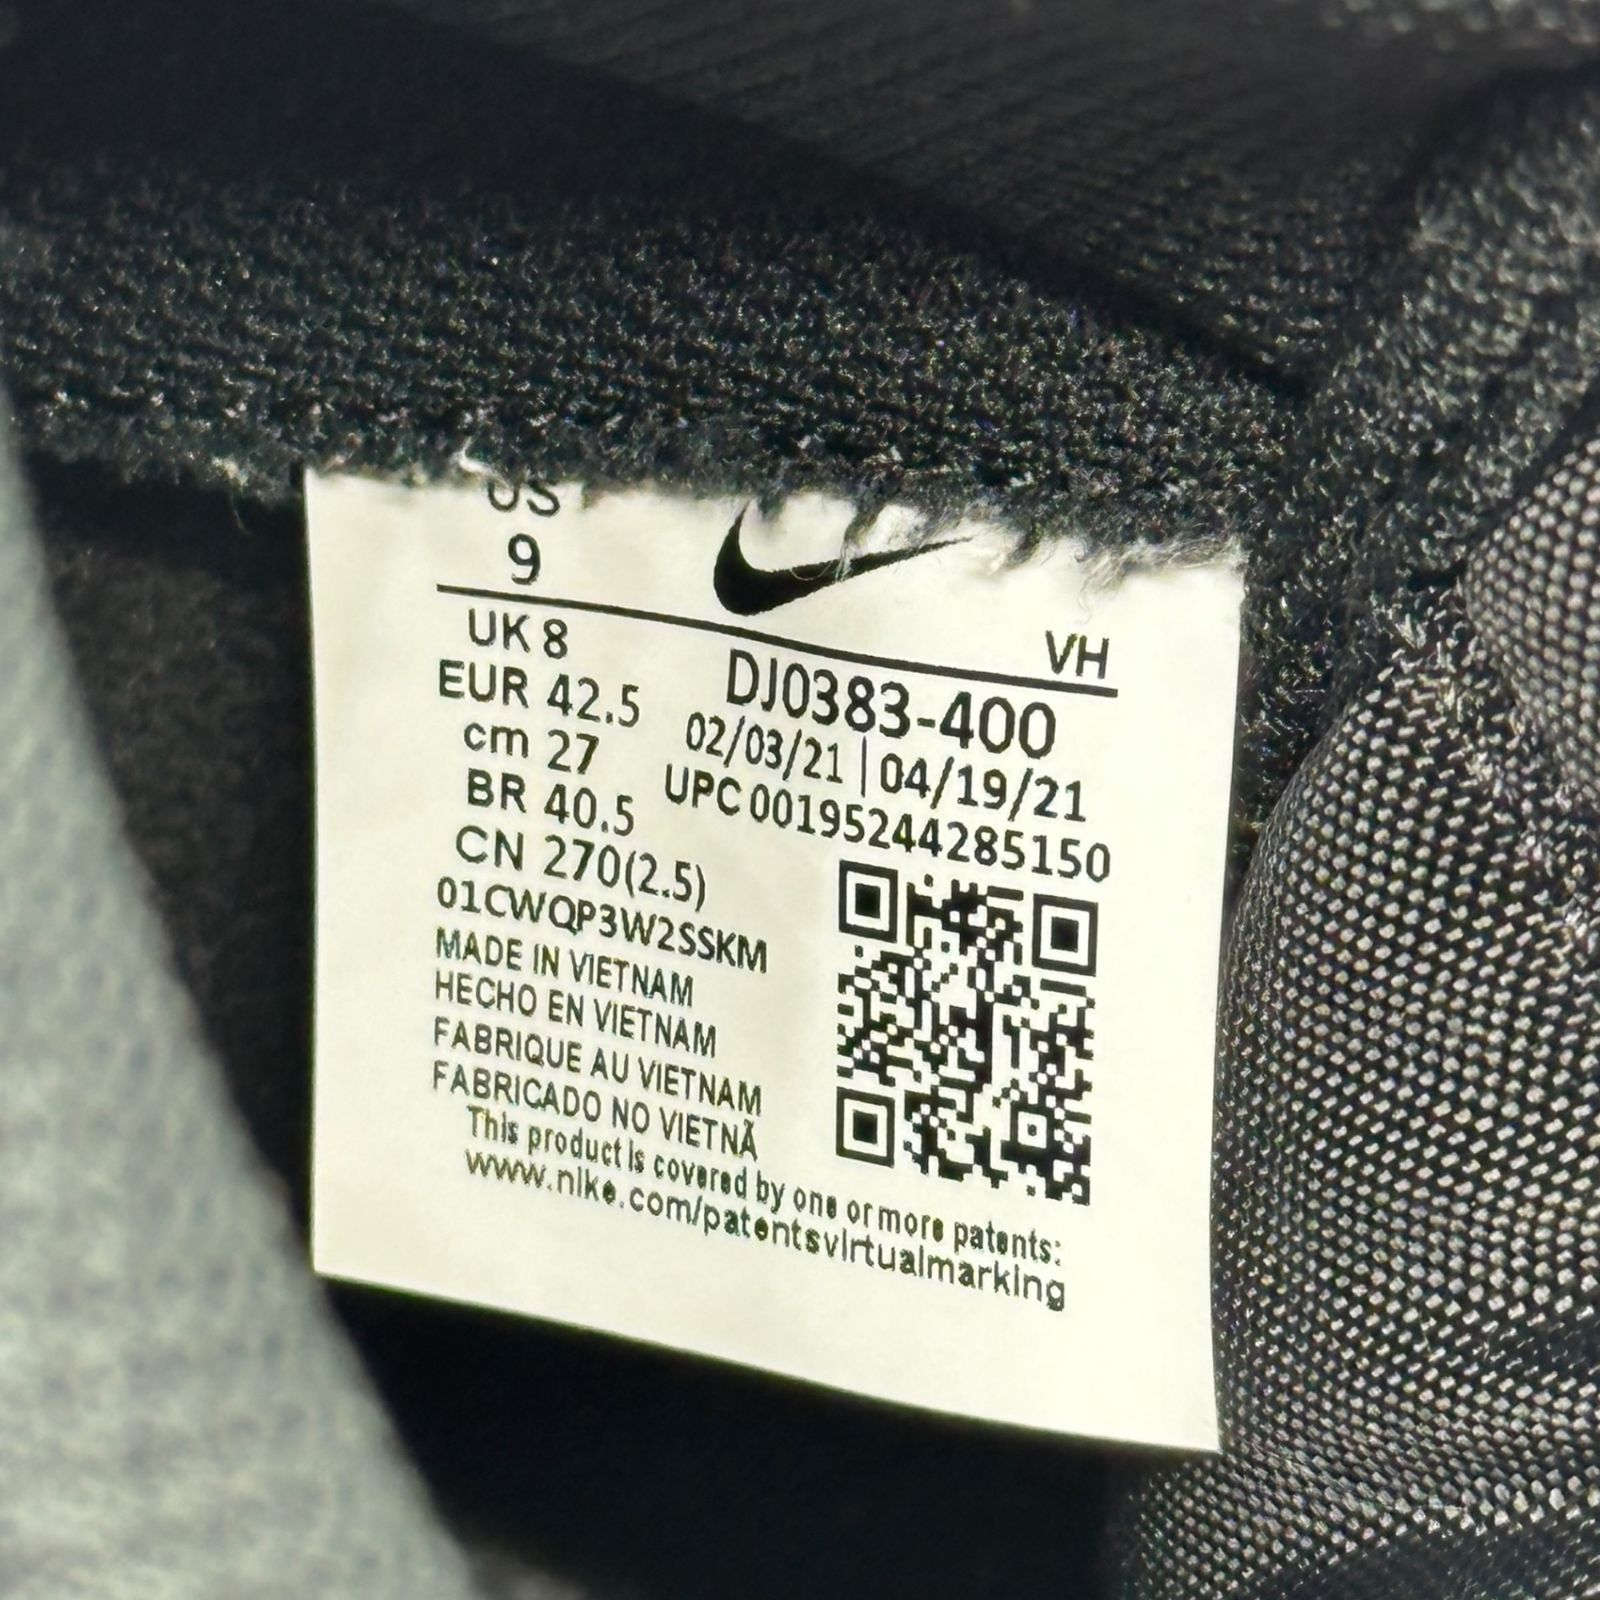 US
9
VH
UK 8
EUR 42.5
cm 27
BR 40.5
CN 270(2.5)
DJ0383-400
02/03/21 | 04/19/21
UPC 00195244285150
01CWQP3W2SSKM
MADE IN VIETNAM
HECHO EN VIETNAM
FABRIQUE AU VIETNAM
FABRICADO NO VIETNÃ
This product is covered by one or more patents:
www.nike.com/patentsvirtualmarking